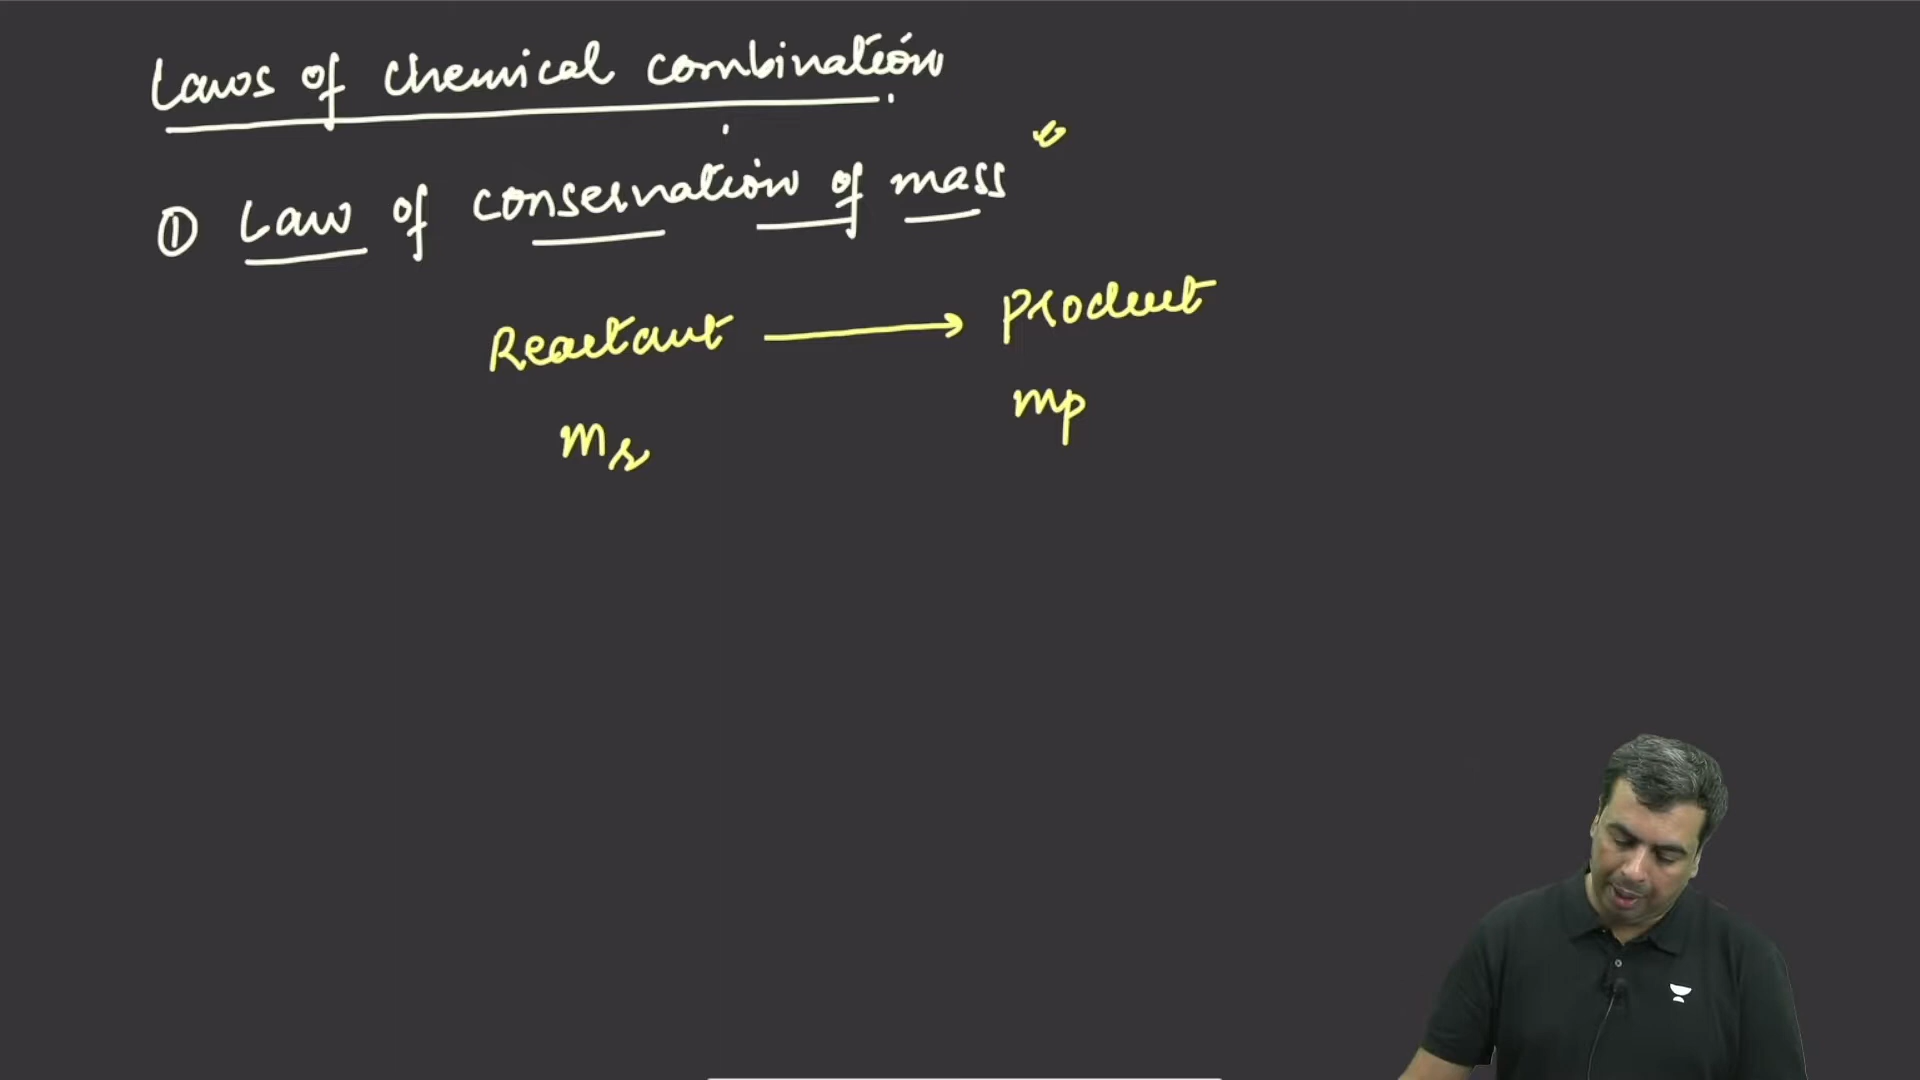 Laws of chemical combination
① Law of conservation of mass
Reactant → Product
mr mp